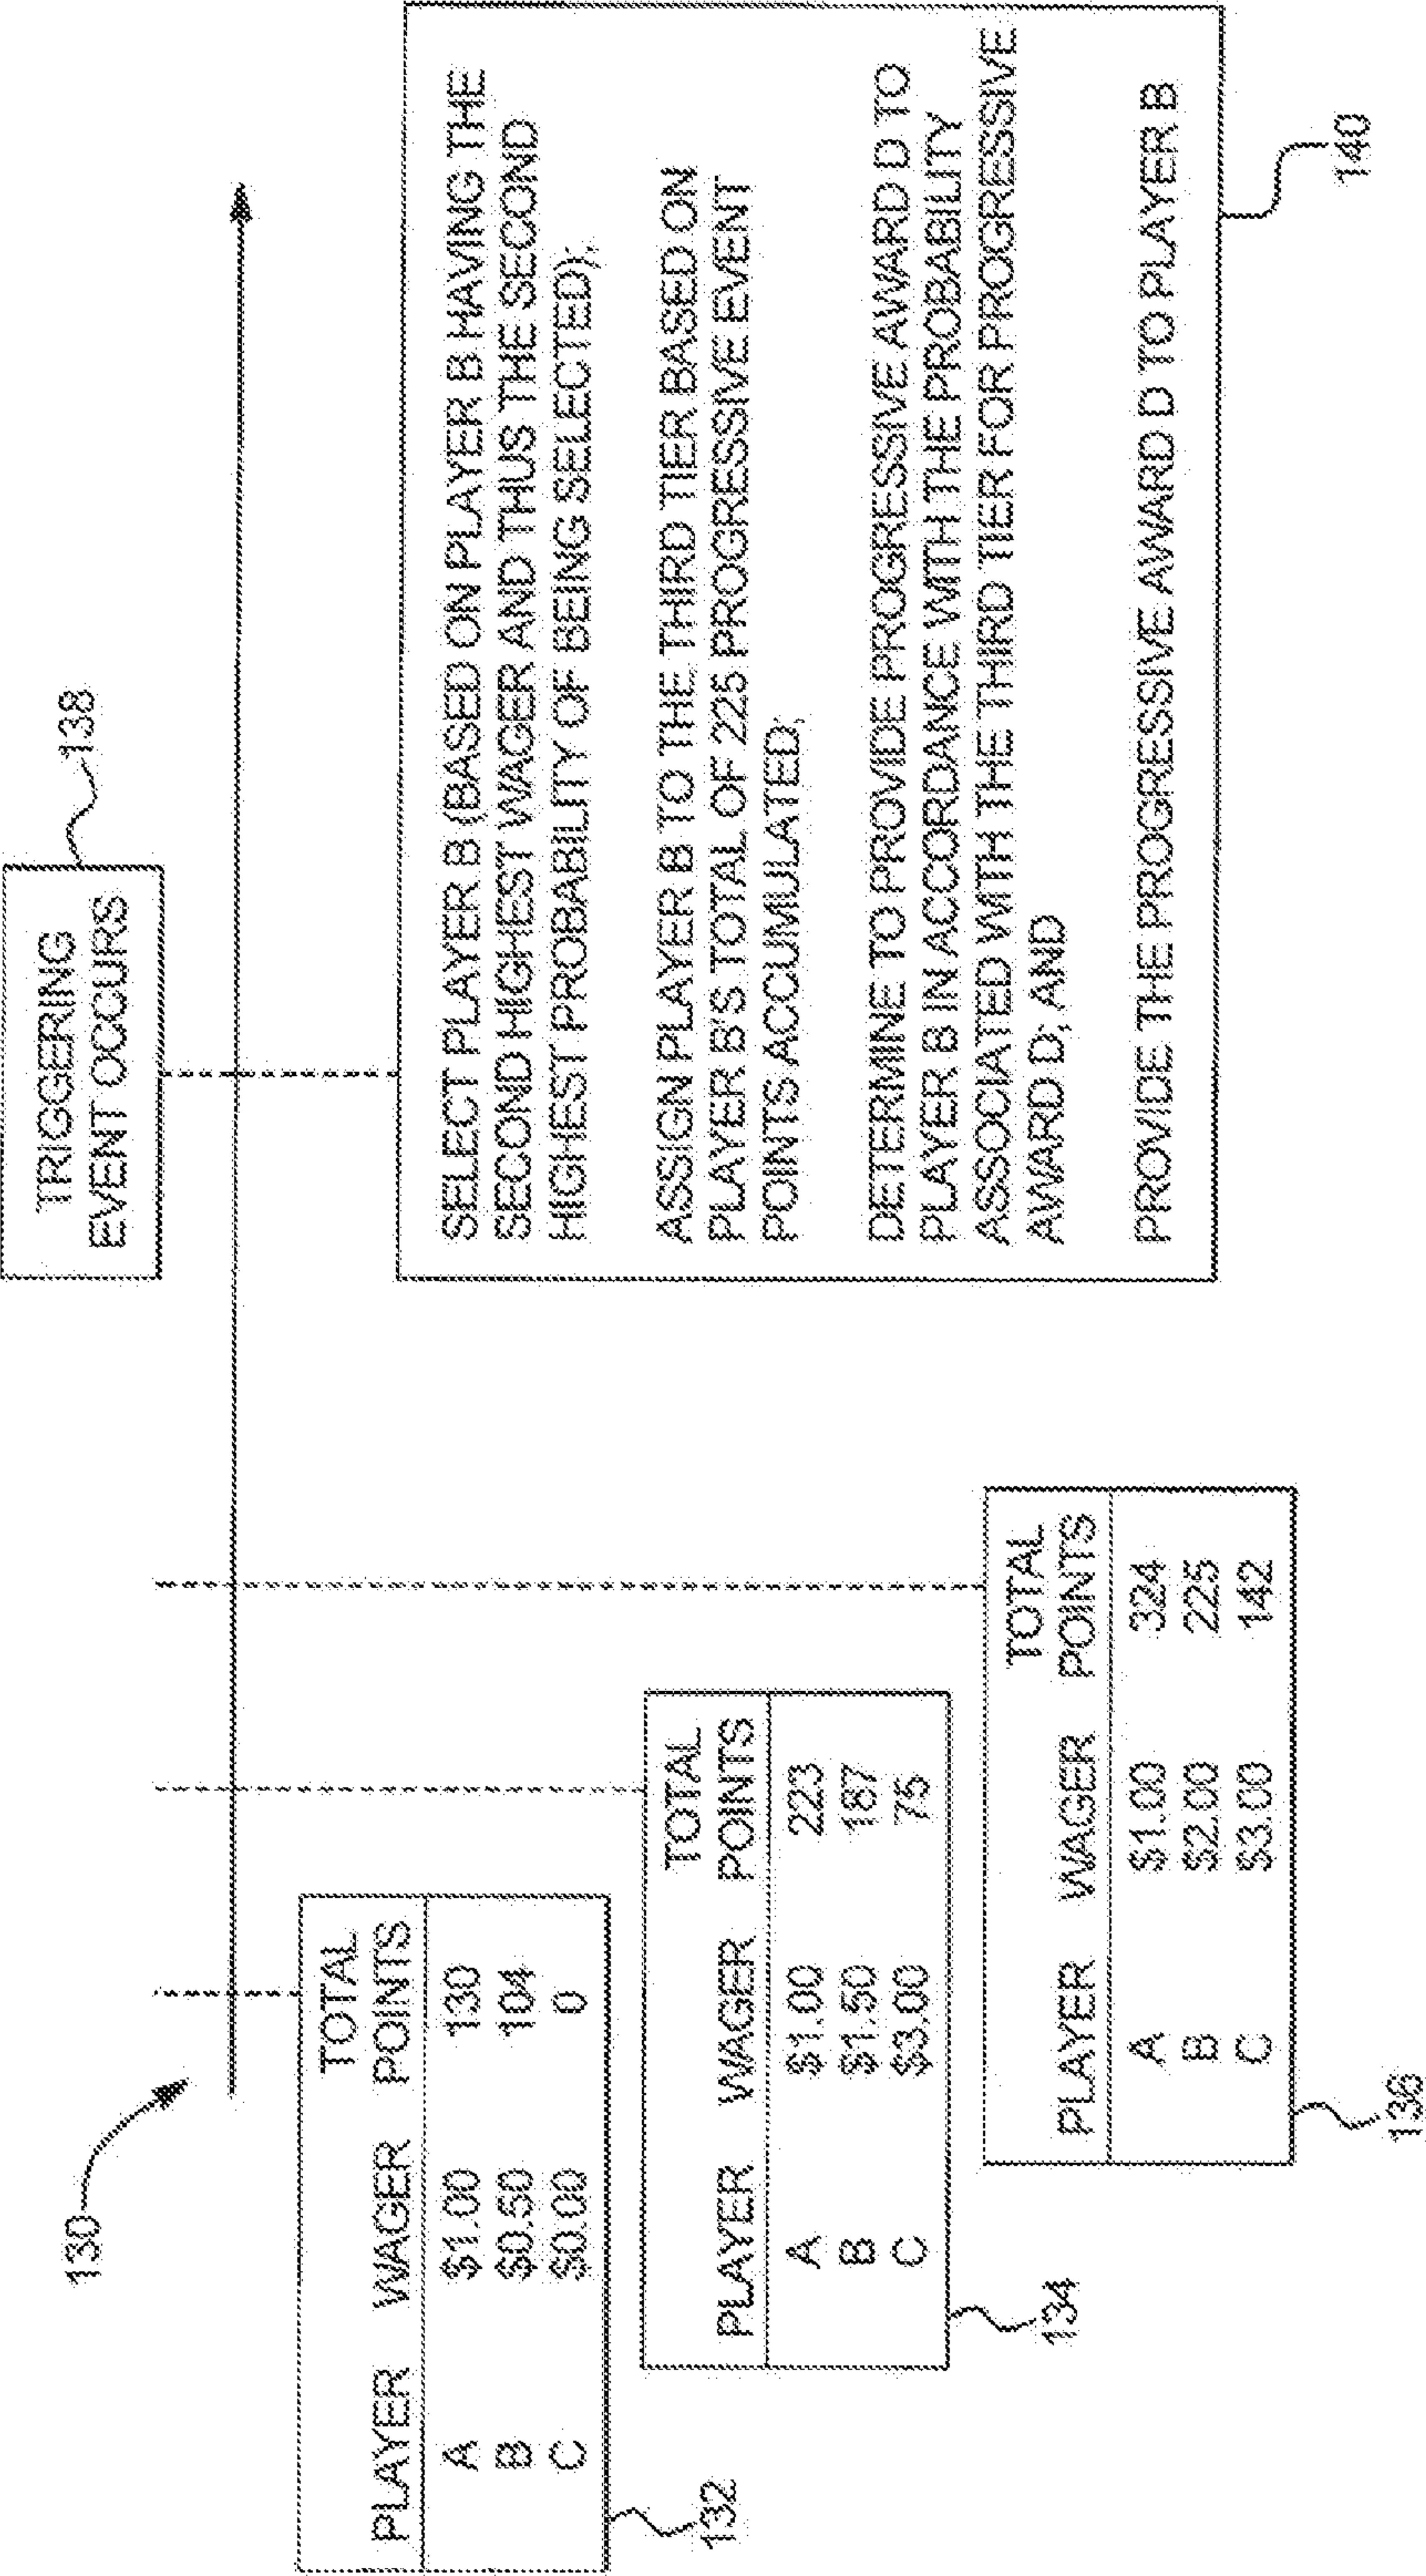 130
TRIGGERING
EVENT OCCURS
138
PLAYER WAGER TOTAL POINTS
A $1.00 130
B $0.50 104
C $0.00 0
132
PLAYER WAGER TOTAL POINTS
A $1.00 223
B $1.50 187
C $3.00 75
134
PLAYER WAGER TOTAL POINTS
A $1.00 324
B $2.00 225
C $3.00 142
136
SELECT PLAYER B (BASED ON PLAYER B HAVING THE
SECOND HIGHEST WAGER AND THUS THE SECOND
HIGHEST PROBABILITY OF BEING SELECTED);
ASSIGN PLAYER B TO THE THIRD TIER BASED ON
PLAYER B'S TOTAL OF 225 PROGRESSIVE EVENT
POINTS ACCUMULATED;
DETERMINE TO PROVIDE PROGRESSIVE AWARD D TO
PLAYER B IN ACCORDANCE WITH THE PROBABILITY
ASSOCIATED WITH THE THIRD TIER FOR PROGRESSIVE
AWARD D; AND
PROVIDE THE PROGRESSIVE AWARD D TO PLAYER B
140